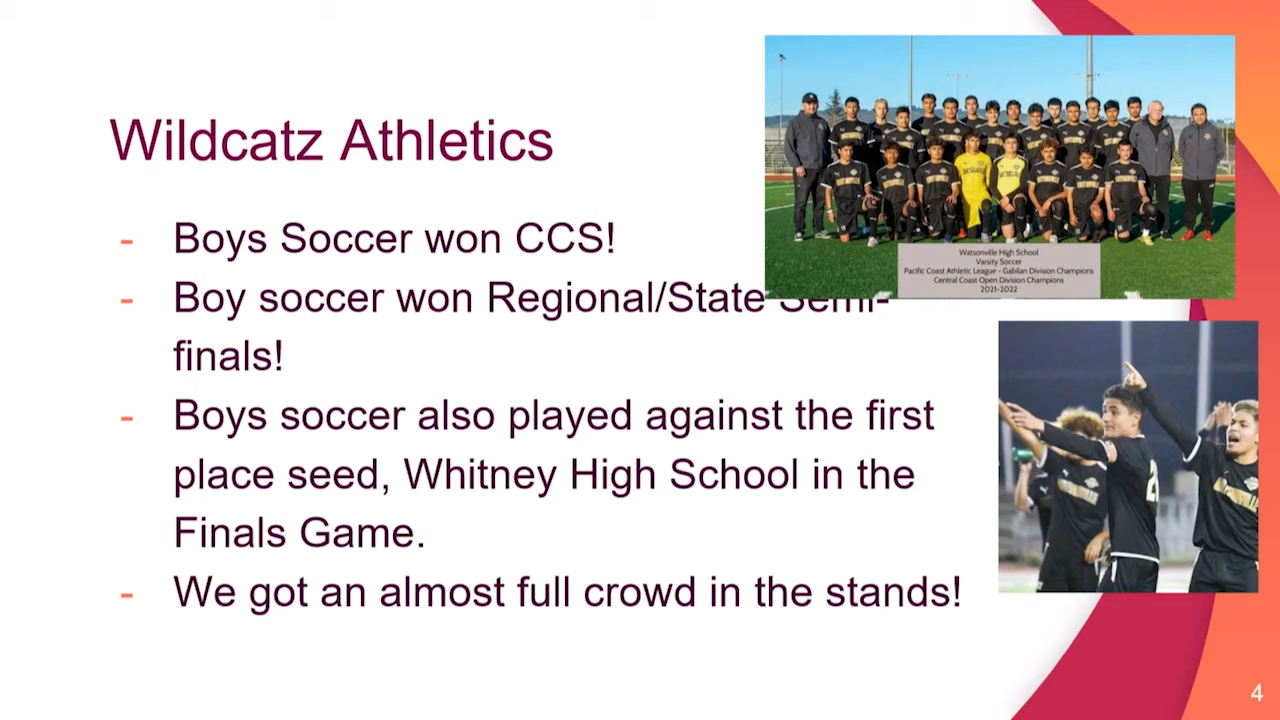 Wildcatz Athletics
- Boys Soccer won CCS!
- Boy soccer won Regional/State Semi-
finals!
- Boys soccer also played against the first
place seed, Whitney High School in the
Finals Game.
- We got an almost full crowd in the stands!
Watsonville High School
Varsity Soccer
Pacific Coast Athletic League - Gabilan Division Champions
Central Coast Open Division Champions
2021-2022
4